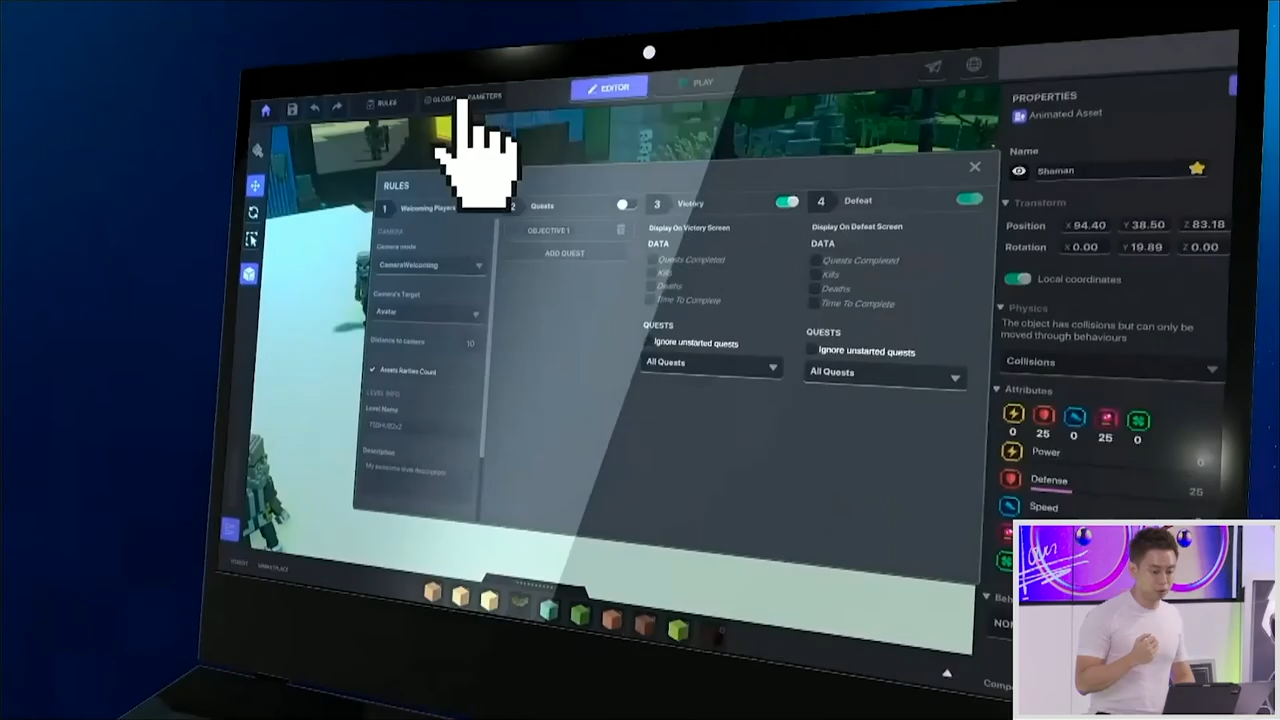 EDITOR
PLAY
RULES
GLOBAL
RULES
1 Welcoming Players
CAMERA
Camera mode
CameraWelcoming
Camera's Target
Avatar
Distance to camera 10
Assets Rarities Count
LEVEL INFO
Level Name
Description
My awesome level description
2 Quests
OBJECTIVE 1
ADD QUEST
3 Victory
Display On Victory Screen
DATA
Quests Completed
Kills
Deaths
Time To Complete
QUESTS
Ignore unstarted quests
All Quests
4 Defeat
Display On Defeat Screen
DATA
Quests Completed
Kills
Deaths
Time To Complete
QUESTS
Ignore unstarted quests
All Quests
PROPERTIES
Animated Asset
Name
Shaman
Transform
Position X 94.40 Y 38.50 Z 83.18
Rotation X 0.00 Y 19.89 Z 0.00
Local coordinates
Physics
The object has collisions but can only be
moved through behaviours
Collisions
Attributes
0 25 0 25 0
Power 0
Defense 25
Speed